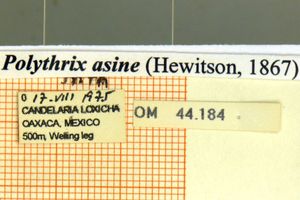 Polythrix asine (Hewitson, 1867)
17-VIII 1975
CANDELARIA LOXICHA
OAXACA, MEXICO
500m, Welling leg
OM 44.184